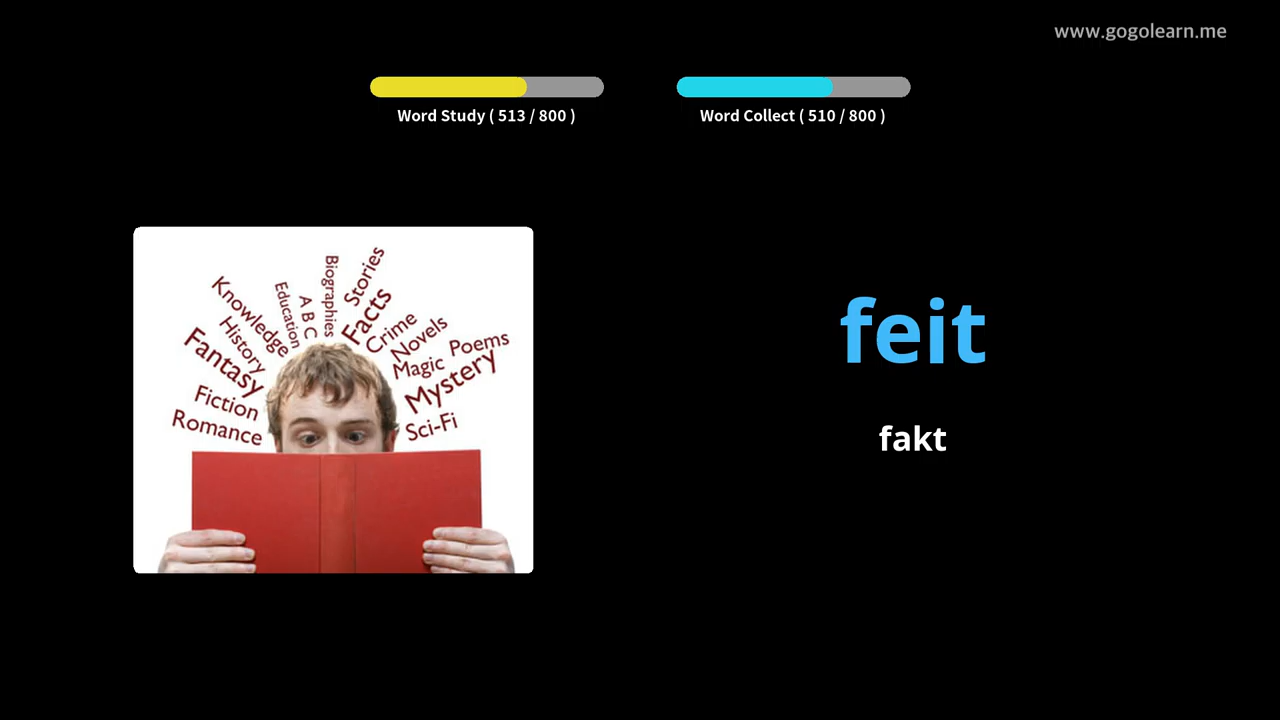 www.gogolearn.me
Word Study ( 513 / 800 )
Word Collect ( 510 / 800 )
Knowledge
Education
A B C
Biographies
Stories
Facts
Crime
Novels
Poems
Magic
Mystery
Sci-Fi
History
Fantasy
Fiction
Romance
feit
fakt